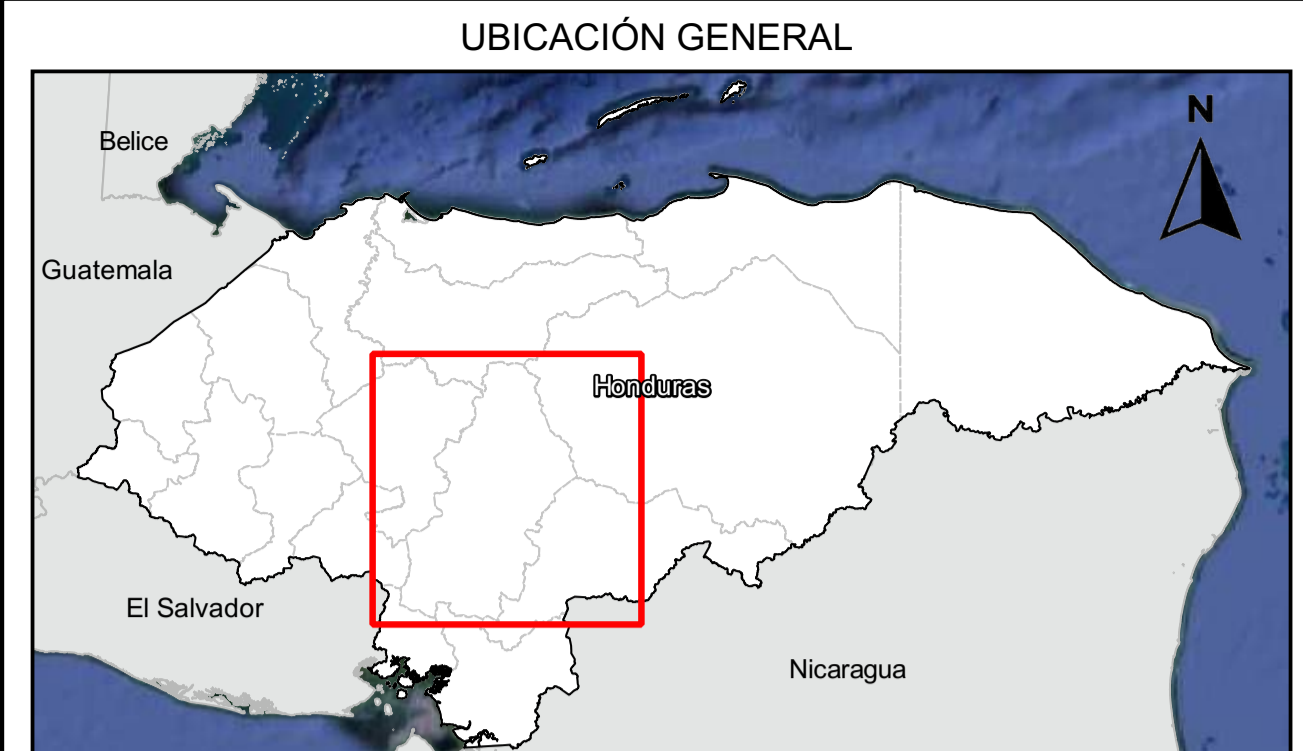 UBICACIÓN GENERAL
N
Belice
Guatemala
Honduras
El Salvador
Nicaragua